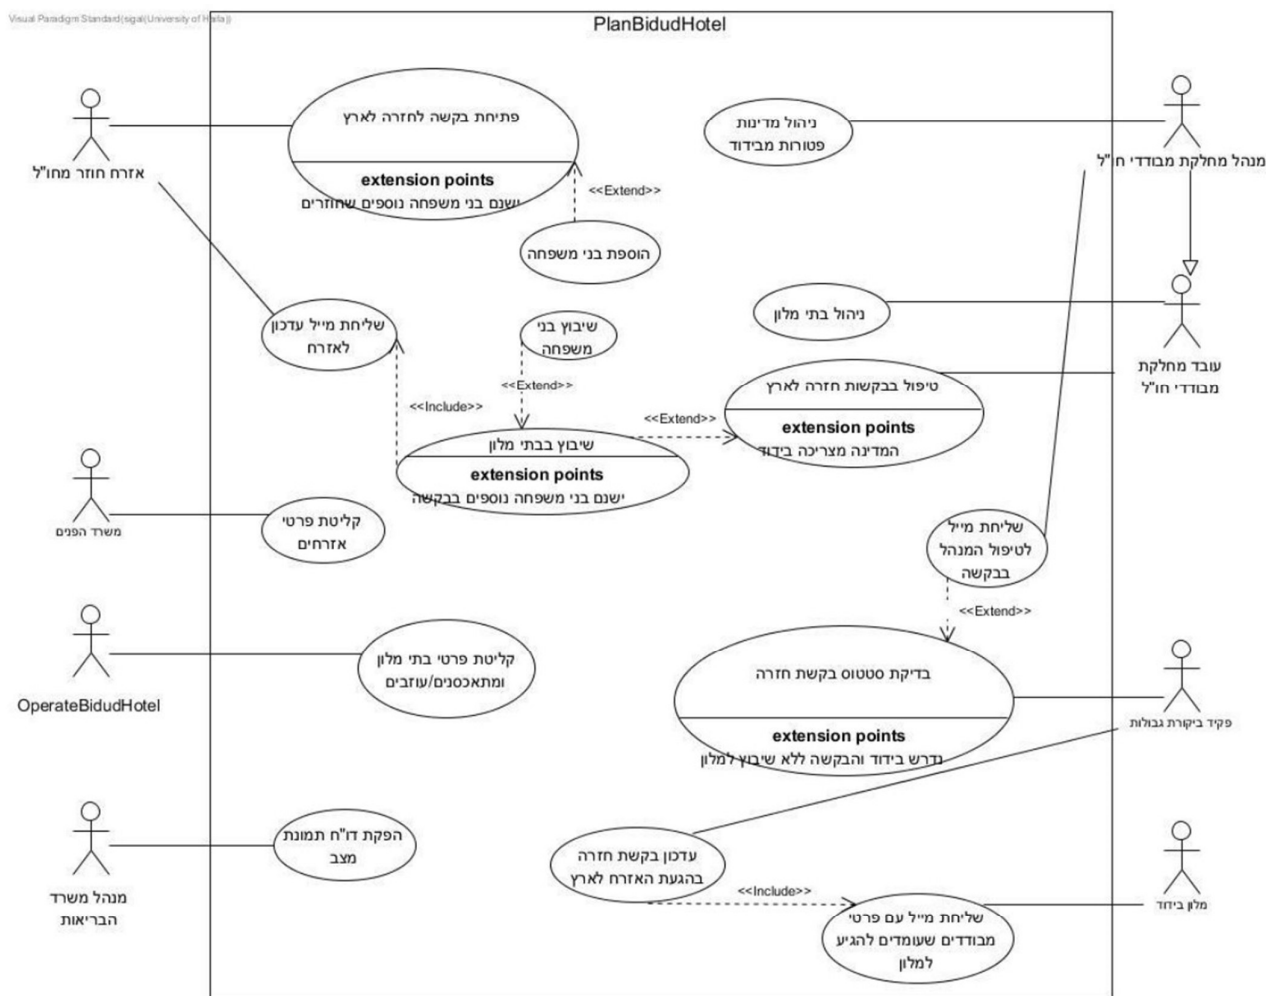 Visual Paradigm Standard(sigal(University of Haifa))
PlanBidudHotel
פתיחת בקשה לחזרה לארץ
extension points
ישנם בני משפחה נוספים שחוזרים
<<Extend>>
הוספת בני משפחה
ניהול מדינות
פטורות מבידוד
מנהל מחלקת מבודדי חו"ל
אזרח חוזר מחו"ל
שליחת מייל עדכון
לאזרח
שיבוץ בני
משפחה
<<Extend>>
<<Include>>
ניהול בתי מלון
עובד מחלקת
מבודדי חו"ל
טיפול בבקשות חזרה לארץ
extension points
המדינה מצריכה בידוד
<<Extend>>
שיבוץ בבתי מלון
extension points
ישנם בני משפחה נוספים בבקשה
משרד הפנים
קליטת פרטי
אזרחים
שליחת מייל
לטיפול המנהל
בבקשה
<<Extend>>
OperateBidudHotel
קליטת פרטי בתי מלון
ומתאכסנים/עוזבים
בדיקת סטטוס בקשת חזרה
extension points
נדרש בידוד והבקשה ללא שיבוץ למלון
פקיד ביקורת גבולות
מנהל משרד
הבריאות
הפקת דו"ח תמונת
מצב
עדכון בקשת חזרה
בהגעת האזרח לארץ
<<Include>>
שליחת מייל עם פרטי
מבודדים שעומדים להגיע
למלון
מלון בידוד